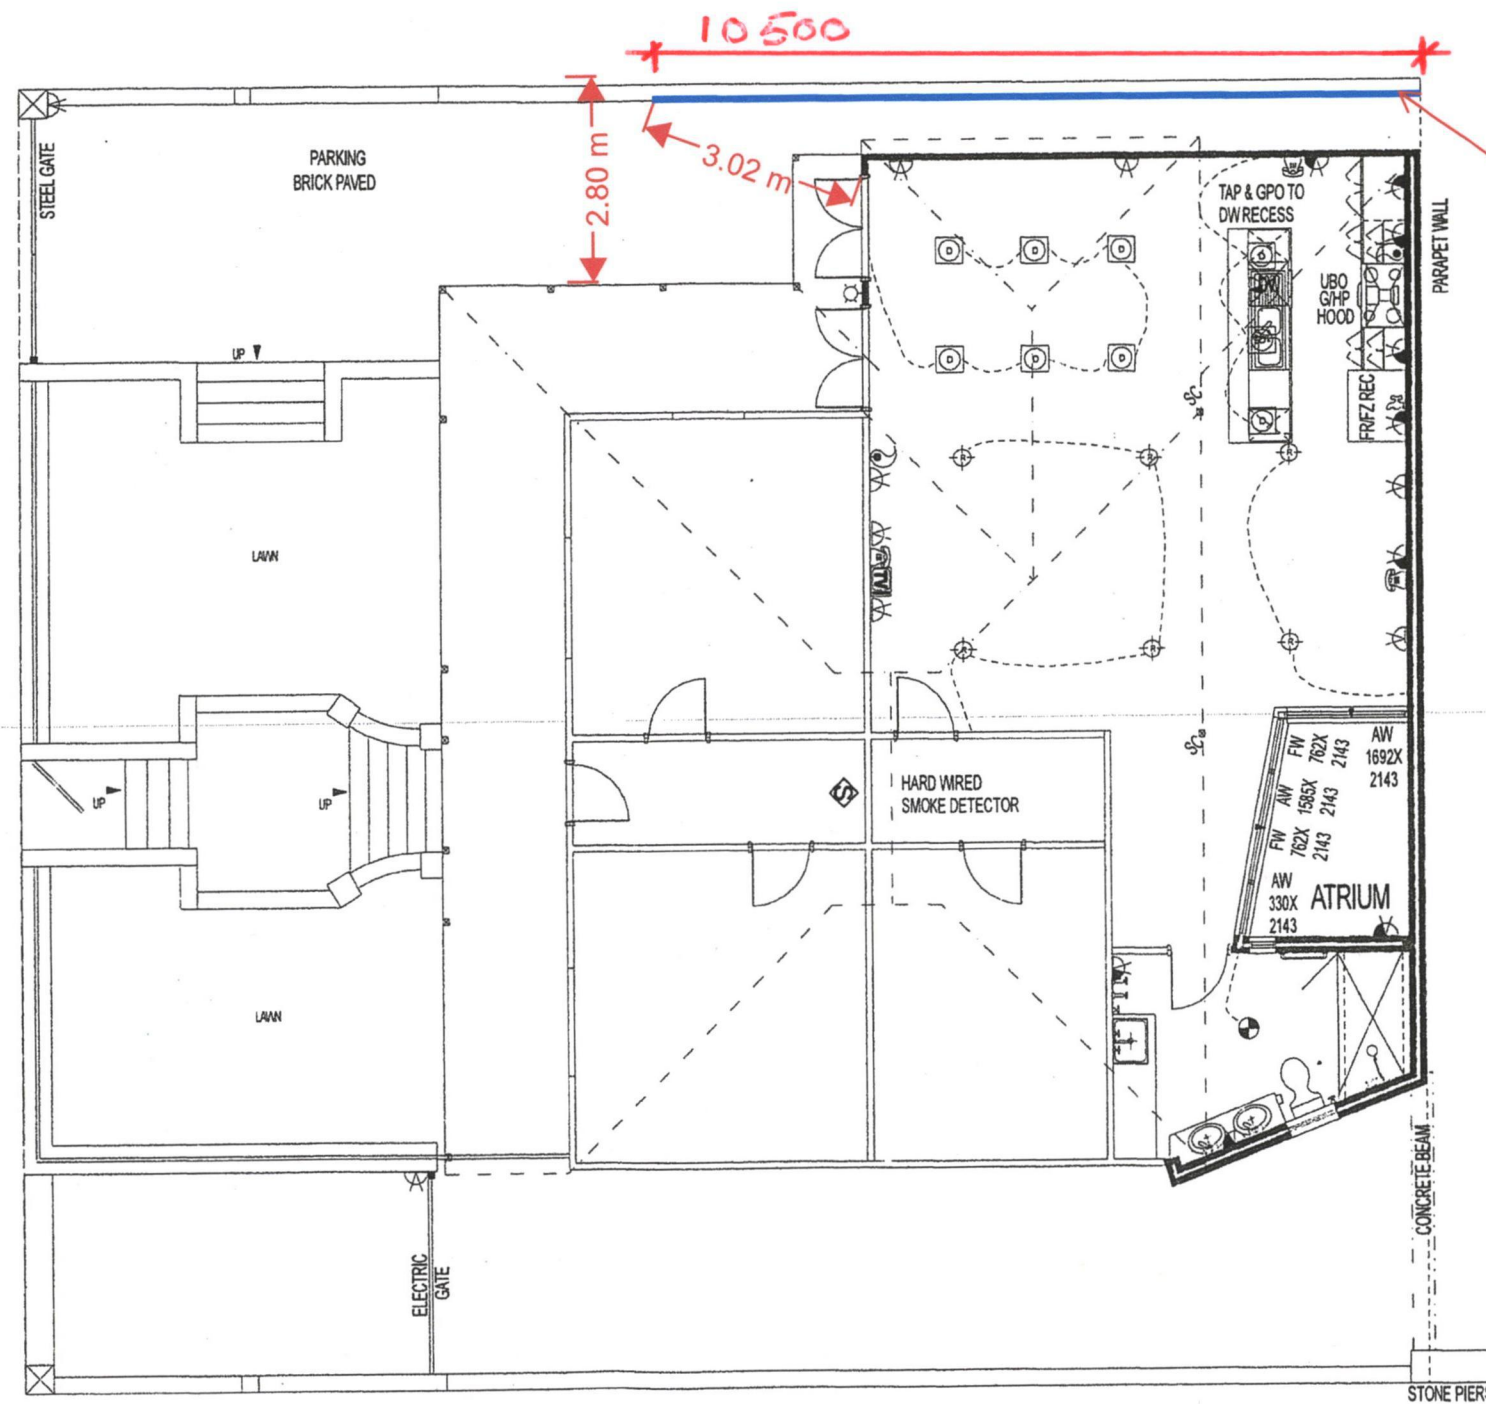 10500
2.80 m
3.02 m
STEEL GATE
PARKING
BRICK PAVED
TAP & GPO TO
DW RECESS
PARAPET WALL
UBO
G/HP
HOOD
FR/FZ REC
UP
LAWN
TV
UP
UP
S
HARD WIRED
SMOKE DETECTOR
FW
762X
2143
AW
1692X
2143
AW
1585X
2143
FW
762X
2143
AW
330X
2143
ATRIUM
LAWN
ELECTRIC
GATE
CONCRETE BEAM
STONE PIERS